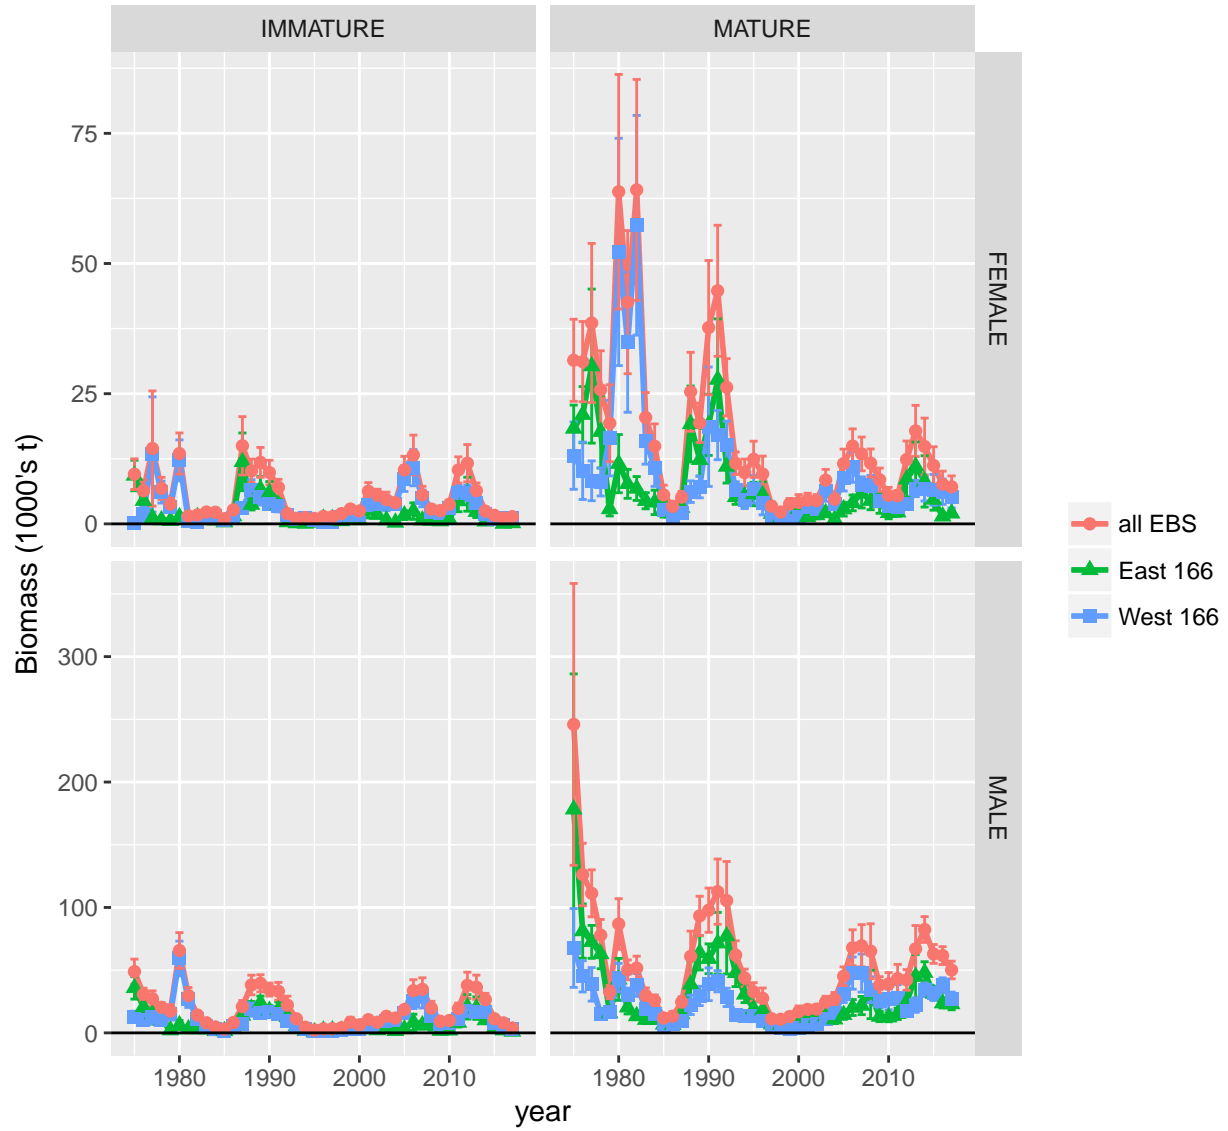 IMMATURE MATURE
75
50
25
0
FEMALE
300
200
100
0
MALE
Biomass (1000's t)
1980 1990 2000 2010 1980 1990 2000 2010
year
all EBS
East 166
West 166